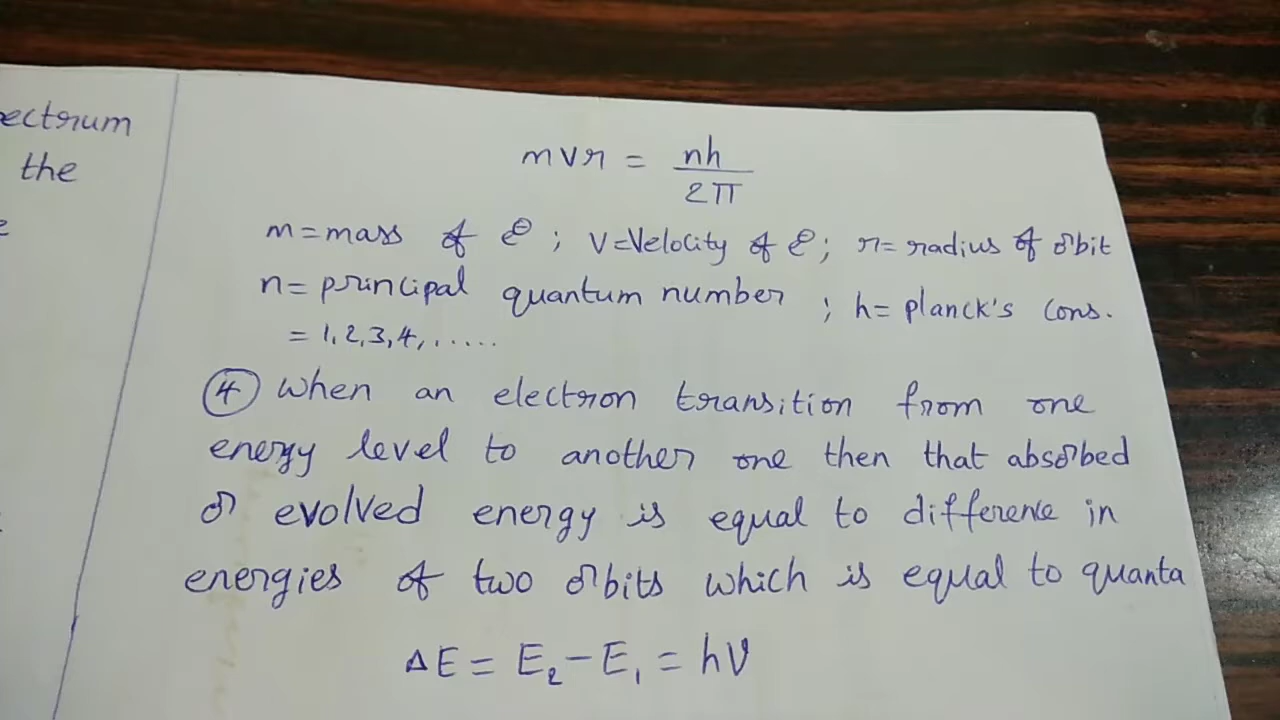 ectrum
the
mvr = nh/2π
m = mass of e⊖ ; v = Velocity of e ; r = radius of orbit
n = principal quantum number ; h = planck's cons.
= 1, 2, 3, 4, .....
④ When an electron transition from one
energy level to another one then that absorbed
or evolved energy is equal to difference in
energies of two orbits which is equal to quanta
ΔE = E₂ - E₁ = hν